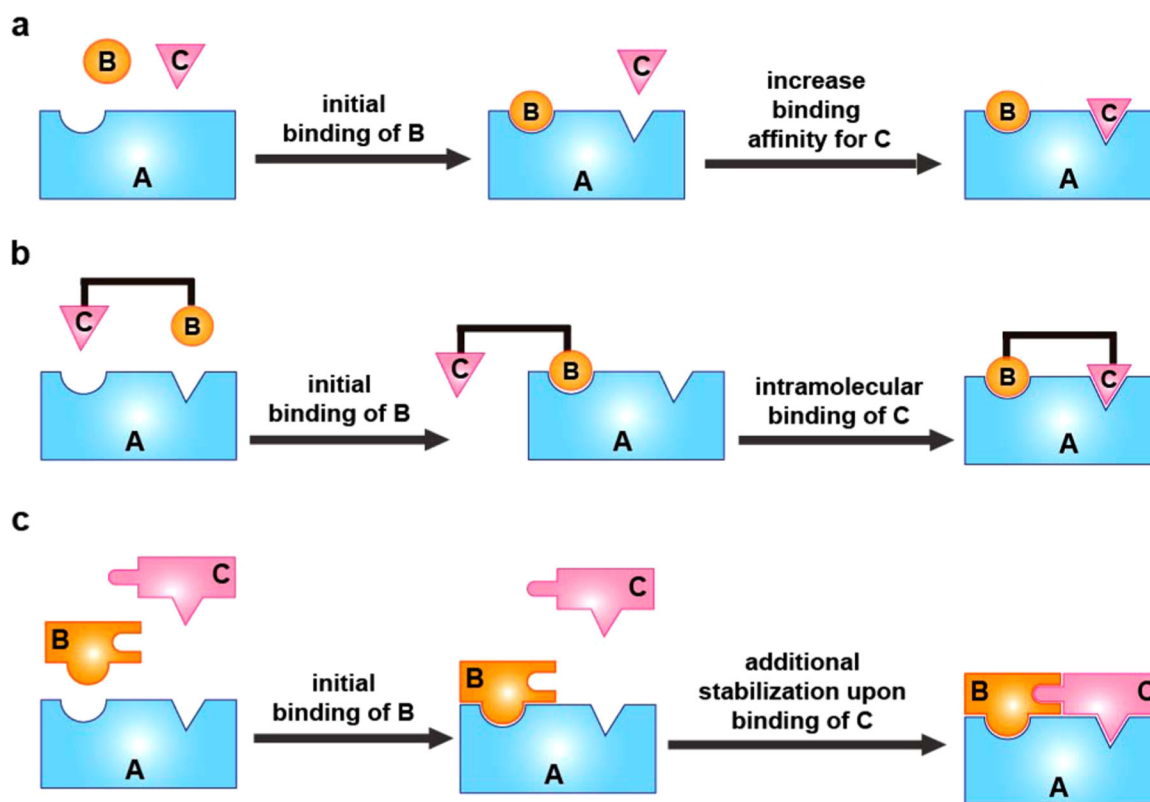 a
B C
C
initial
binding of B
increase
binding
affinity for C
B
B C
A
A
A
b
C B
C B
B C
initial
binding of B
intramolecular
binding of C
A
A
A
c
C
C
B
initial
binding of B
B
additional
stabilization upon
binding of C
B C
A
A
A